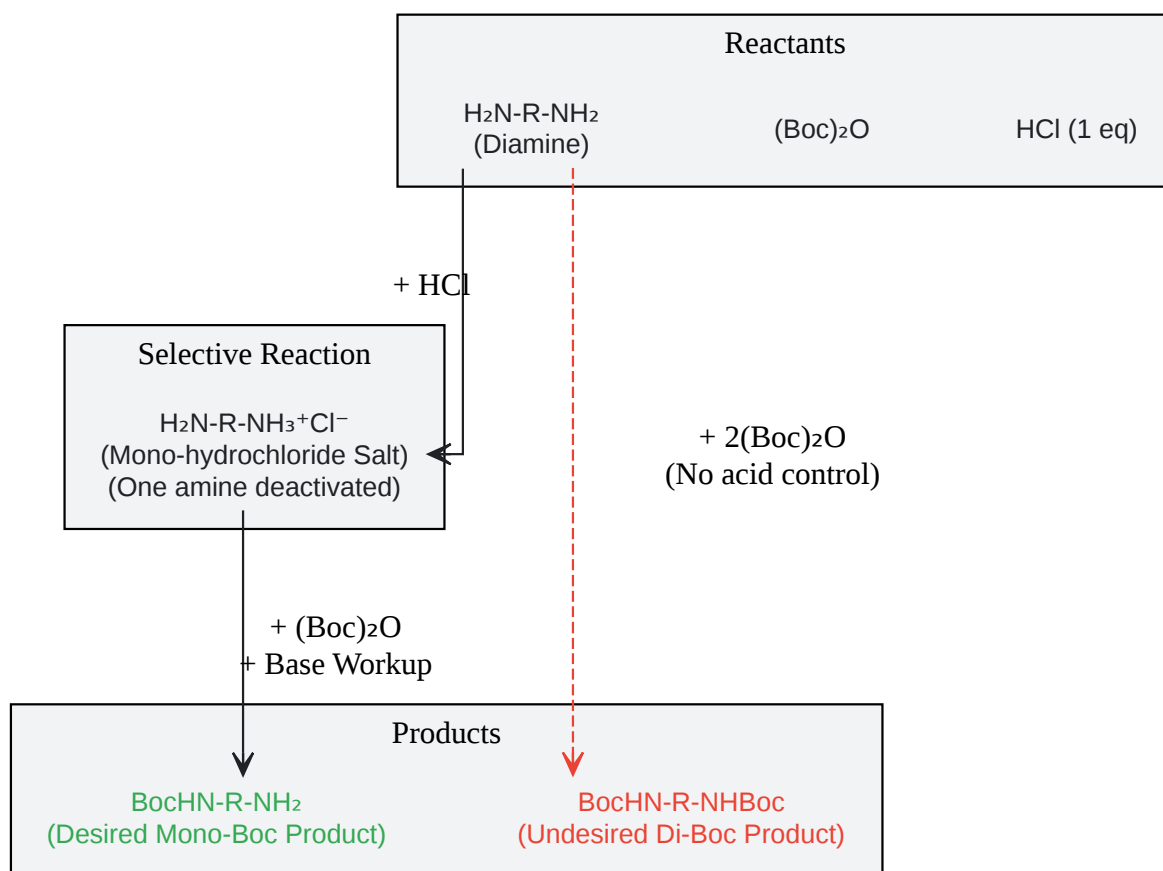 Reactants
H₂N-R-NH₂
(Diamine)
(Boc)₂O
HCl (1 eq)
+ HCl
Selective Reaction
H₂N-R-NH₃⁺Cl⁻
(Mono-hydrochloride Salt)
(One amine deactivated)
+ 2(Boc)₂O
(No acid control)
+ (Boc)₂O
+ Base Workup
Products
BocHN-R-NH₂
(Desired Mono-Boc Product)
BocHN-R-NHBoc
(Undesired Di-Boc Product)